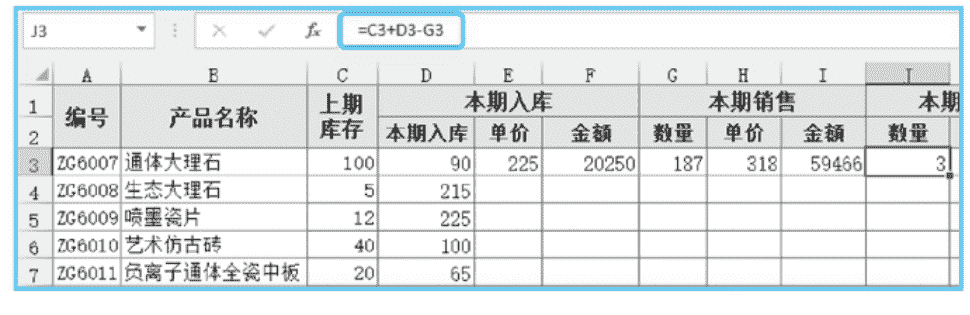 J3 fx =C3+D3-G3
A B C D E F G H I J
1 编号 产品名称 上期库存 本期入库 本期销售 本期
2 本期入库 单价 金额 数量 单价 金额 数量
3 ZG6007 通体大理石 100 90 225 20250 187 318 59466 3
4 ZG6008 生态大理石 5 215
5 ZG6009 喷墨瓷片 12 225
6 ZG6010 艺术仿古砖 40 100
7 ZG6011 负离子通体全瓷中板 20 65